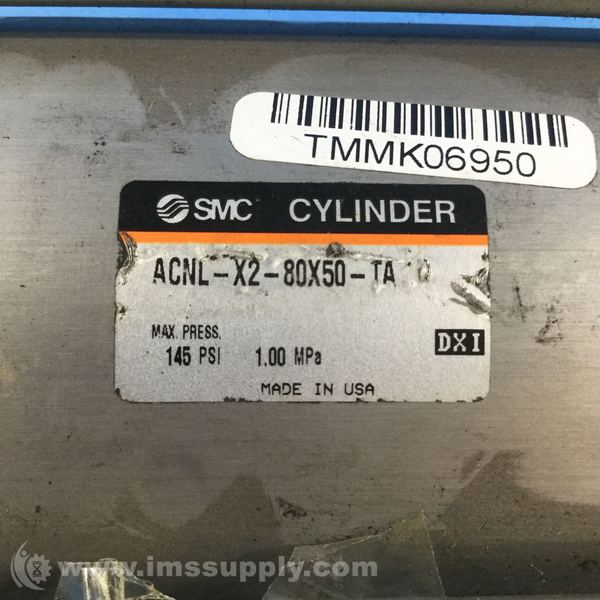 TMMK06950
SMC CYLINDER
ACNL-X2-80X50-TA
MAX. PRESS.
145 PSI 1.00 MPa
DXI
MADE IN USA
www.imssupply.com